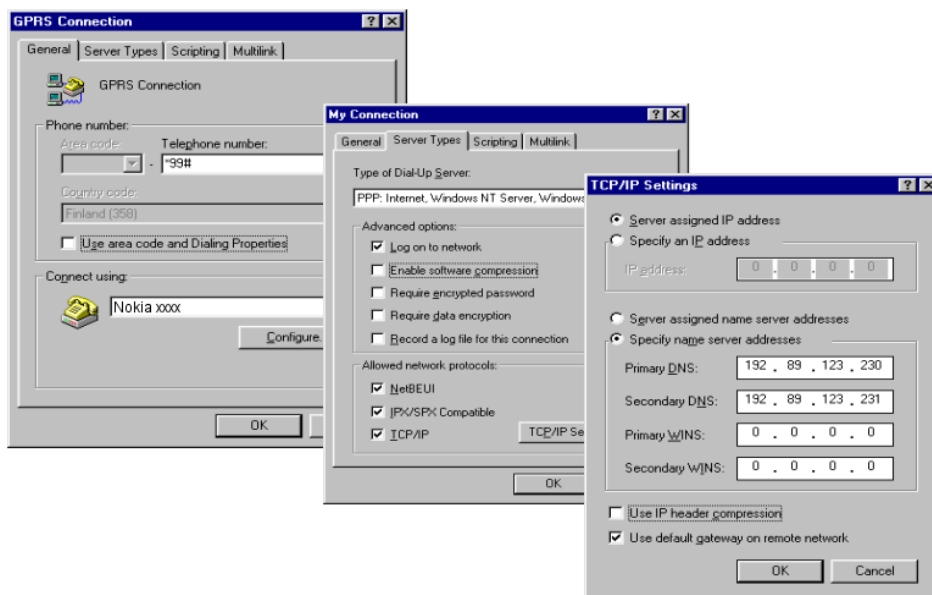 GPRS Connection
General
Server Types
Scripting
Multilink
GPRS Connection
Phone number:
Area code:
Telephone number:
-
*99#
Country code:
Finland (358)
Use area code and Dialing Properties
Connect using:
Nokia xxxx
Configure.
OK
My Connection
General
Server Types
Scripting
Multilink
Type of Dial-Up Server:
PPP: Internet, Windows NT Server, Windows
Advanced options:
Log on to network
Enable software compression
Require encrypted password
Require data encryption
Record a log file for this connection
Allowed network protocols:
NetBEUI
IPX/SPX Compatible
TCP/IP
TCP/IP Se
OK
TCP/IP Settings
Server assigned IP address
Specify an IP address
IP address:
0 . 0 . 0 . 0
Server assigned name server addresses
Specify name server addresses
Primary DNS:
192 . 89 . 123 . 230
Secondary DNS:
192 . 89 . 123 . 231
Primary WINS:
0 . 0 . 0 . 0
Secondary WINS:
0 . 0 . 0 . 0
Use IP header compression
Use default gateway on remote network
OK
Cancel